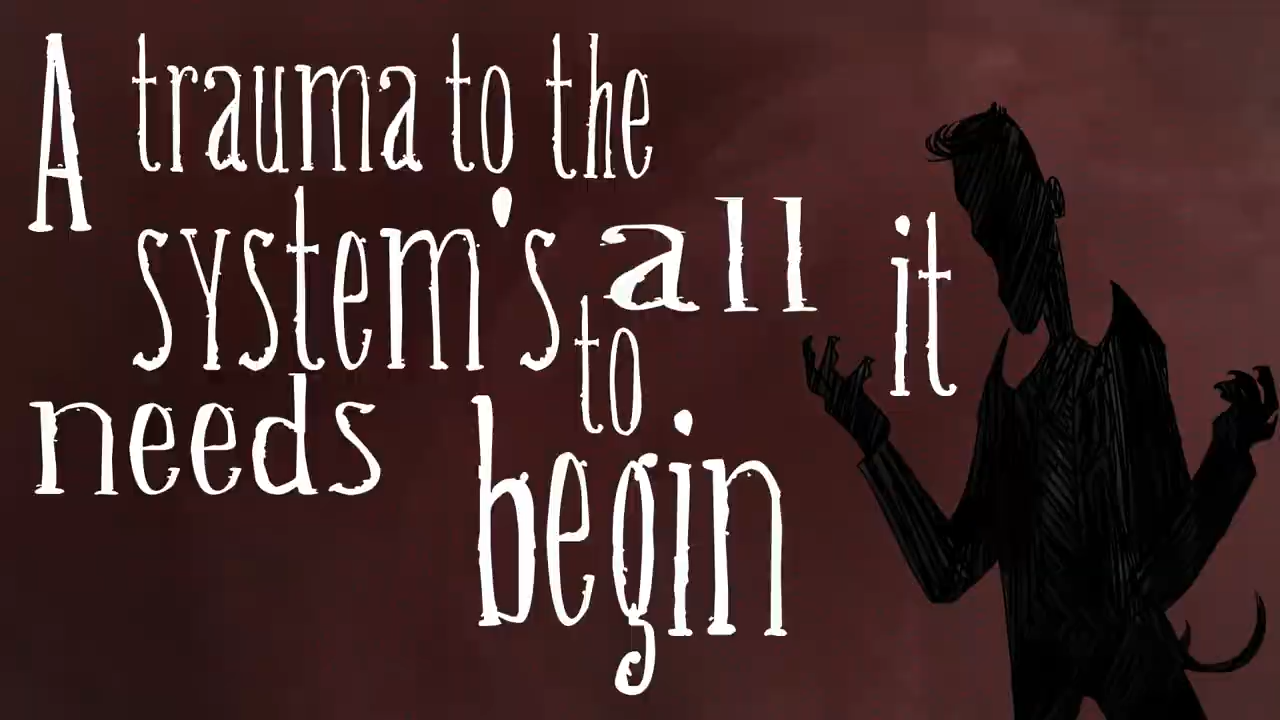 A trauma to the
system's all it
needs to
begin